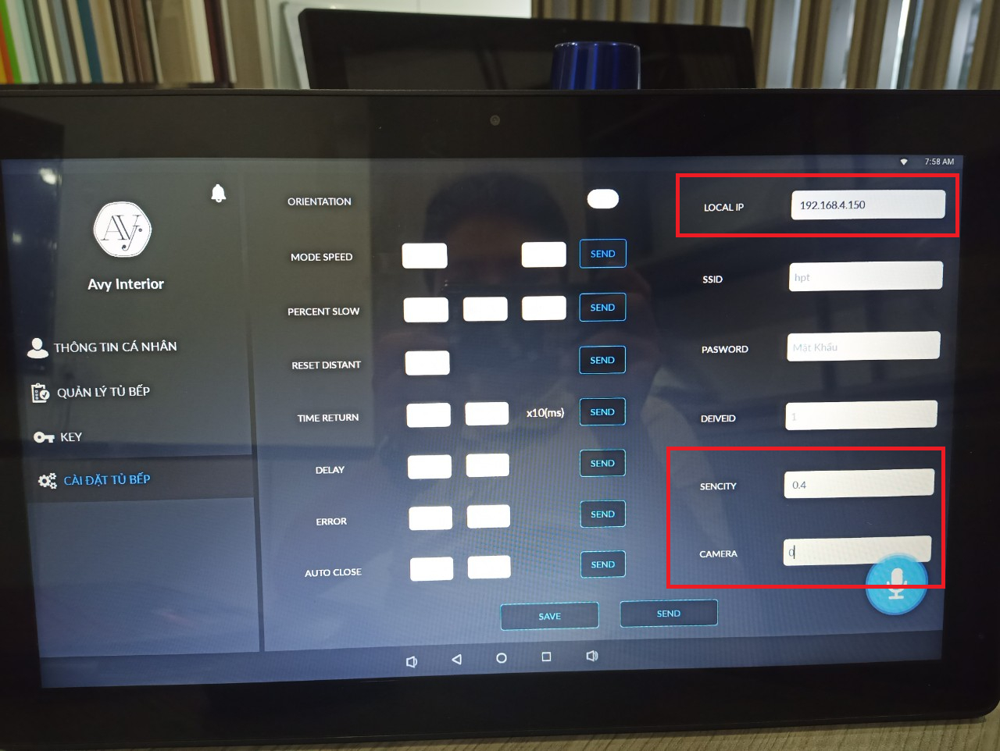 7:58 AM
Avy
Avy Interior
THÔNG TIN CÁ NHÂN
QUẢN LÝ TỦ BẾP
KEY
CÀI ĐẶT TỦ BẾP
ORIENTATION
MODE SPEED SEND
PERCENT SLOW SEND
RESET DISTANT SEND
TIME RETURN x10(ms) SEND
DELAY SEND
ERROR SEND
AUTO CLOSE SEND
SAVE SEND
LOCAL IP 192.168.4.150
SSID hpt
PASWORD Mật Khẩu
DEIVEID 1
SENCITY 0.4
CAMERA 0